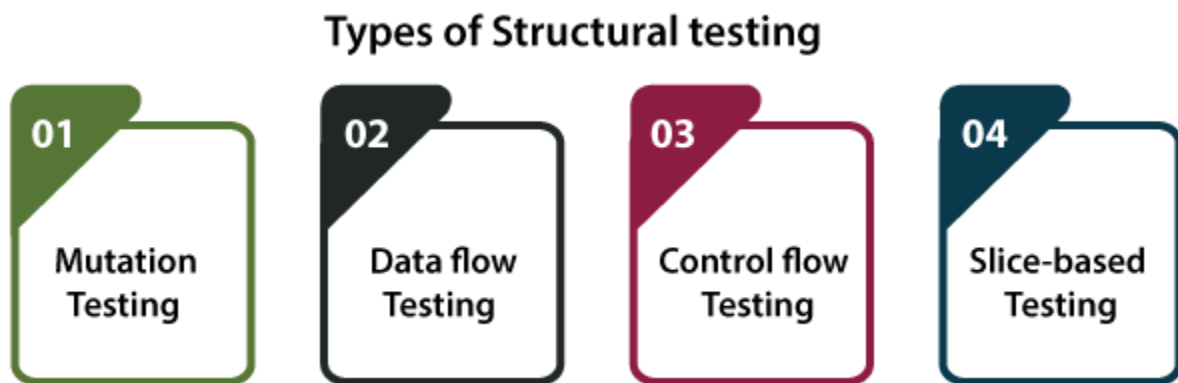 Types of Structural testing
01
Mutation
Testing
02
Data flow
Testing
03
Control flow
Testing
04
Slice-based
Testing